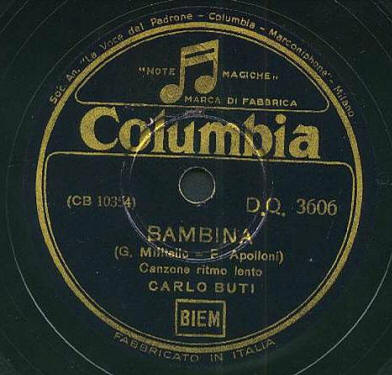 Soc. An. "La Voce del Padrone - Columbia - Marconiphone" - Milano
"NOTE MAGICHE"
MARCA DI FABBRICA
Columbia
(CB 10354) D.Q. 3606
BAMBINA
(G. Militello - F. Apolloni)
Canzone ritmo lento
CARLO BUTI
BIEM
FABBRICATO IN ITALIA